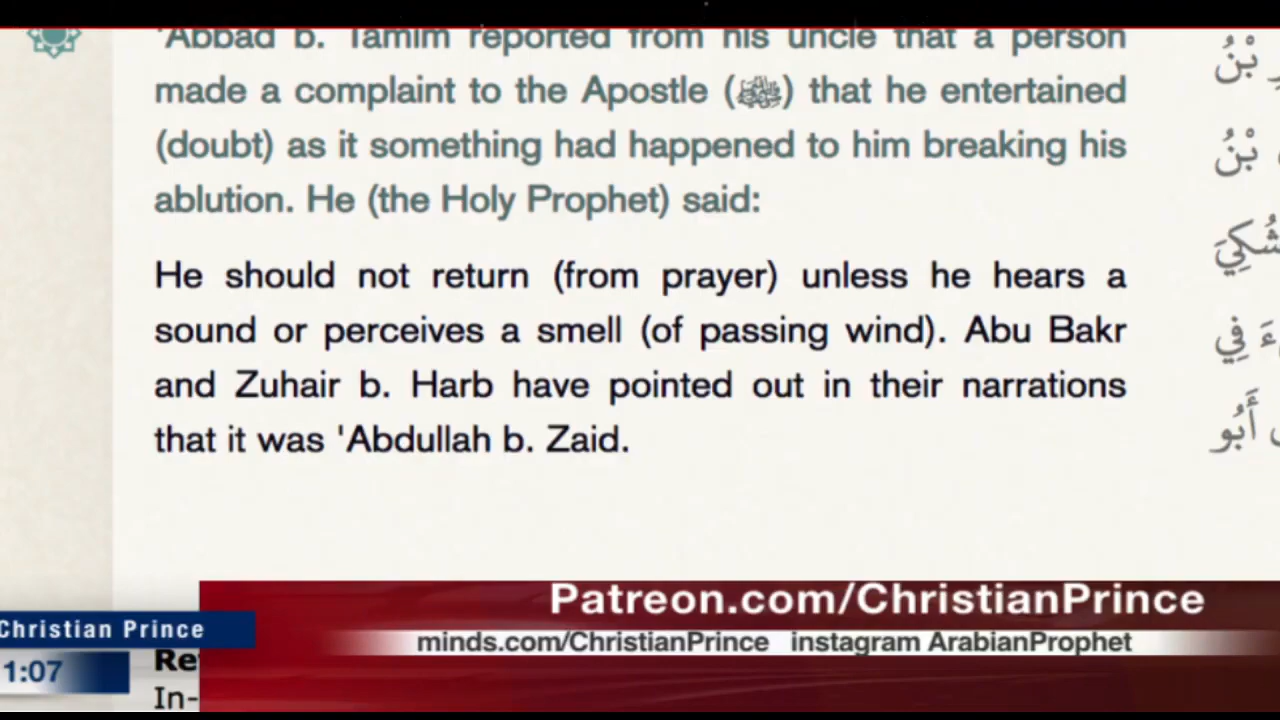 'Abbad b. Tamim reported from his uncle that a person
made a complaint to the Apostle (ﷺ) that he entertained
(doubt) as it something had happened to him breaking his
ablution. He (the Holy Prophet) said:
He should not return (from prayer) unless he hears a
sound or perceives a smell (of passing wind). Abu Bakr
and Zuhair b. Harb have pointed out in their narrations
that it was 'Abdullah b. Zaid.
بْنُ
بْنُ
فِي
أَبُو
Patreon.com/ChristianPrince
Christian Prince
minds.com/ChristianPrince instagram ArabianProphet
1:07
In-